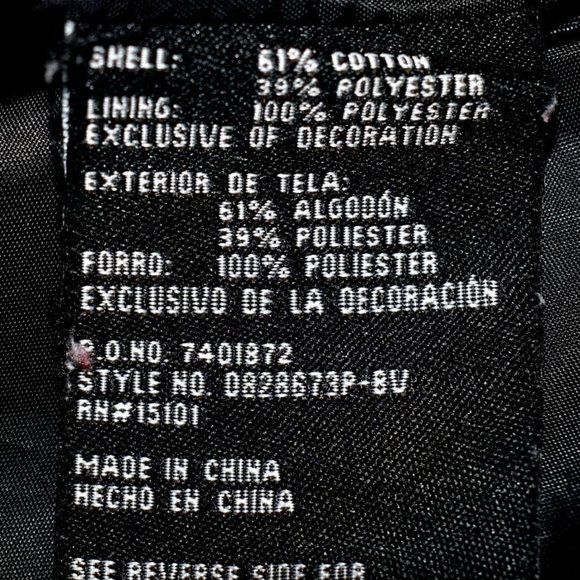 SHELL: 61% COTTON
39% POLYESTER
LINING: 100% POLYESTER
EXCLUSIVE OF DECORATION
EXTERIOR DE TELA:
61% ALGODÓN
39% POLIESTER
FORRO: 100% POLIESTER
EXCLUSIVO DE LA DECORACIÓN
P.O.NO. 7401872
STYLE NO. 0828673P-BV
RN#15101
MADE IN CHINA
HECHO EN CHINA
SEE REVERSE SIDE FOR